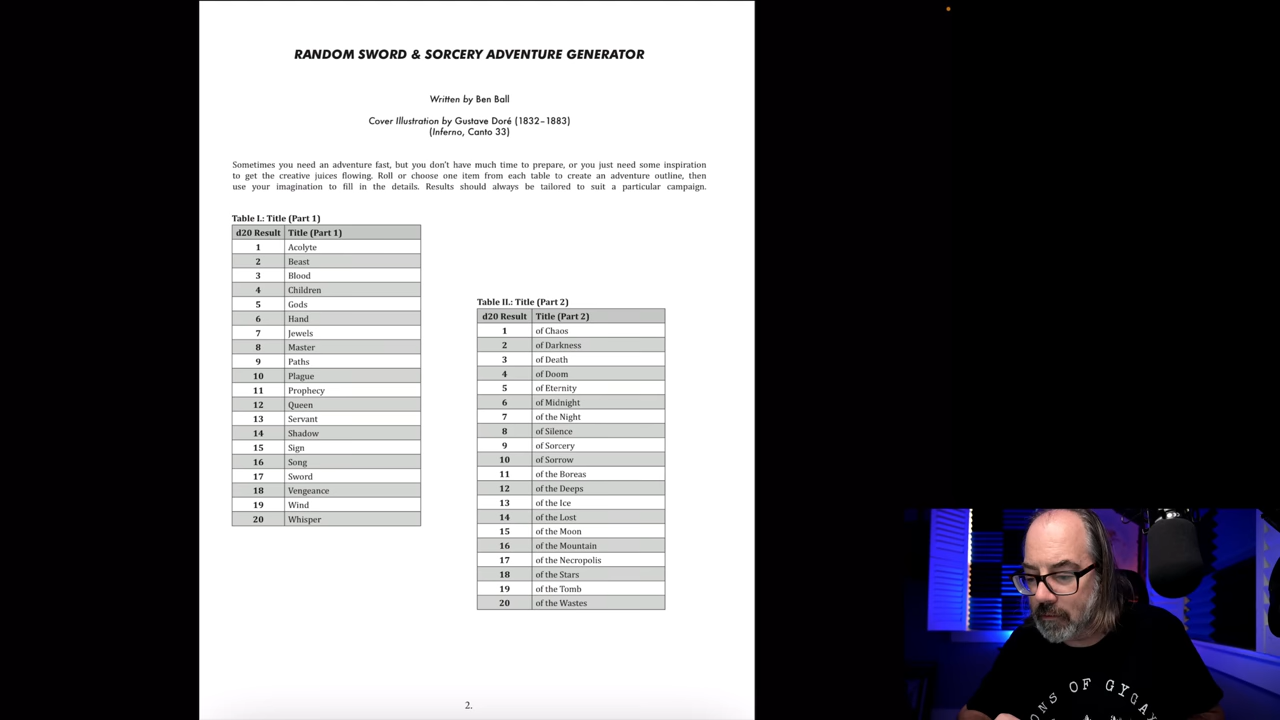 RANDOM SWORD & SORCERY ADVENTURE GENERATOR
Written by Ben Ball
Cover Illustration by Gustave Doré (1832–1883)
(Inferno, Canto 33)
Sometimes you need an adventure fast, but you don't have much time to prepare, or you just need some inspiration
to get the creative juices flowing. Roll or choose one item from each table to create an adventure outline, then
use your imagination to fill in the details. Results should always be tailored to suit a particular campaign.
Table I.: Title (Part 1)
d20 Result Title (Part 1)
1 Acolyte
2 Beast
3 Blood
4 Children
5 Gods
6 Hand
7 Jewels
8 Master
9 Paths
10 Plague
11 Prophecy
12 Queen
13 Servant
14 Shadow
15 Sign
16 Song
17 Sword
18 Vengeance
19 Wind
20 Whisper
Table II.: Title (Part 2)
d20 Result Title (Part 2)
1 of Chaos
2 of Darkness
3 of Death
4 of Doom
5 of Eternity
6 of Midnight
7 of the Night
8 of Silence
9 of Sorcery
10 of Sorrow
11 of the Boreas
12 of the Deeps
13 of the Ice
14 of the Lost
15 of the Moon
16 of the Mountain
17 of the Necropolis
18 of the Stars
19 of the Tomb
20 of the Wastes
2.
OF GYGA